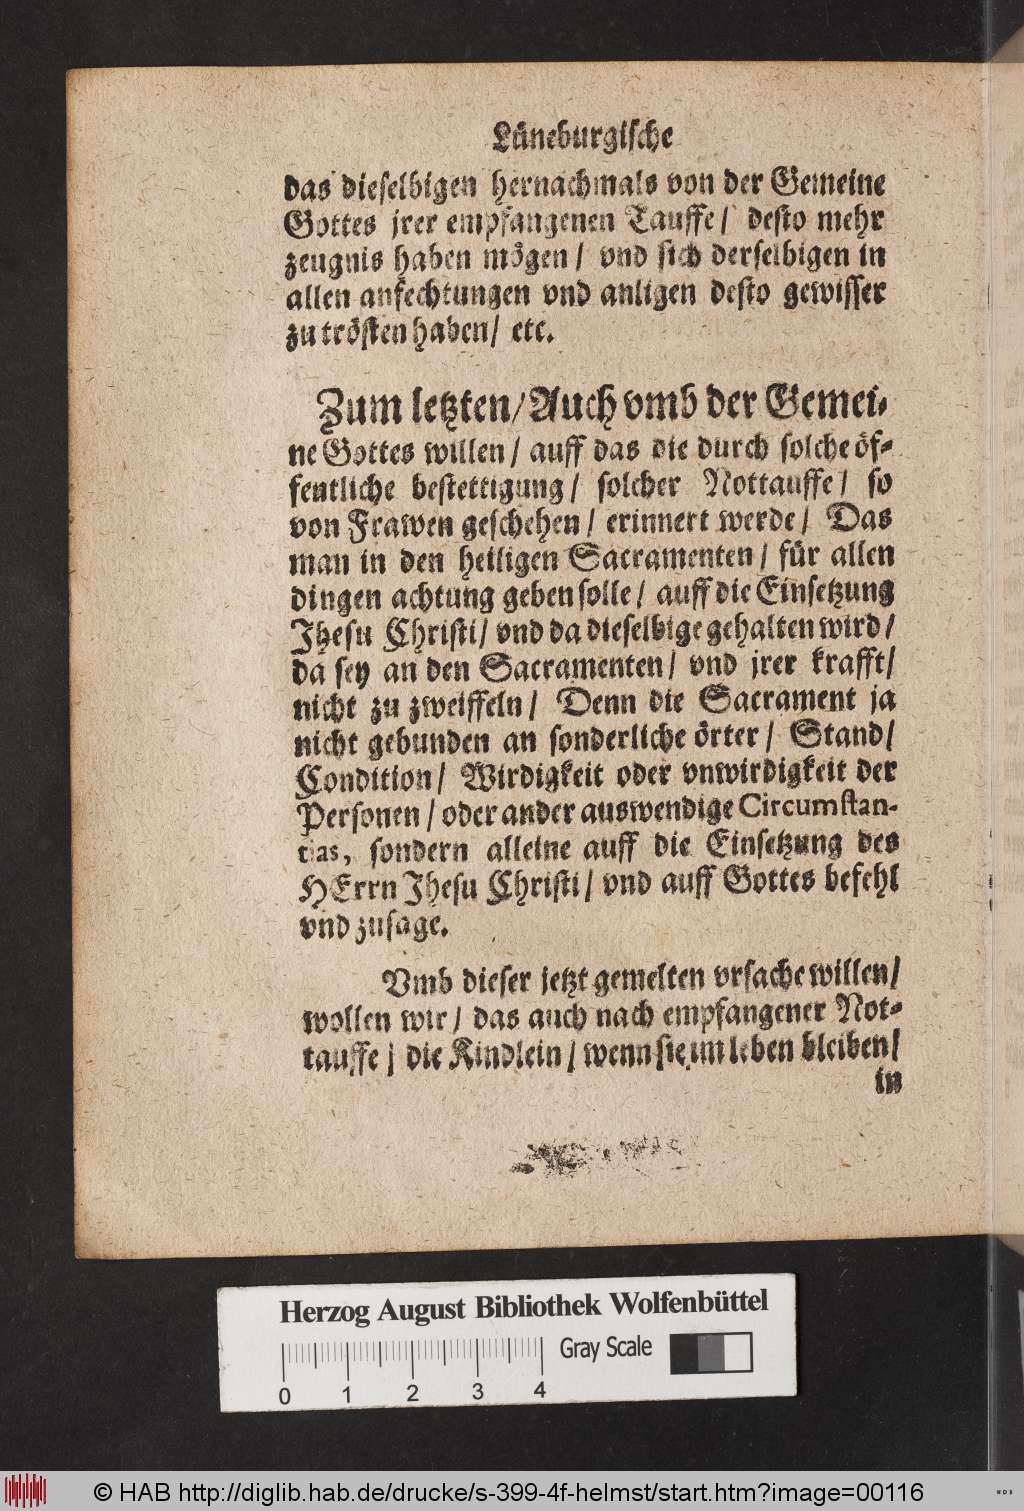 Lüneburgische
das dieselbigen hernachmals von der Gemeine
Gottes jrer empfangenen Tauffe / desto mehr
zeugnis haben mögen / vnd sich derselbigen in
allen anfechtungen vnd anligen desto gewisser
zu trösten haben / etc.
Zum letzten / Auch vmb der Gemei-
ne Gottes willen / auff das die durch solche öf-
fentliche bestettigung / solcher Nottauffe / so
von Frawen geschehen / erinnert werde / Das
man in den heiligen Sacramenten / für allen
dingen achtung geben solle / auff die Einsetzung
Jhesu Christi / vnd da dieselbige gehalten wird /
da sey an den Sacramenten / vnd jrer krafft /
nicht zu zweiffeln / Denn die Sacrament ja
nicht gebunden an sonderliche örter / Stand /
Condition / Wirdigkeit oder vnwirdigkeit der
Personen / oder ander auswendige Circumstan-
tias, sondern alleine auff die Einsetzung des
HErrn Jhesu Christi / vnd auff Gottes befehl
vnd zusage.
Vmb dieser jetzt gemelten vrsache willen /
wollen wir / das auch nach empfangener Not-
tauffe / die Kindlein / wenn sie im leben bleiben /
in
Herzog August Bibliothek Wolfenbüttel
Gray Scale
0 1 2 3 4
© HAB http://diglib.hab.de/drucke/s-399-4f-helmst/start.htm?image=00116